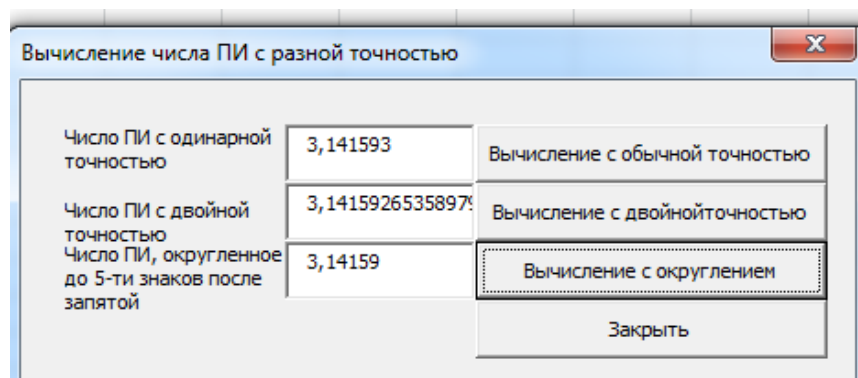 Вычисление числа ПИ с разной точностью
Число ПИ с одинарной
точностью
3,141593
Вычисление с обычной точностью
Число ПИ с двойной
точностью
3,1415926535897
Вычисление с двойнойточностью
Число ПИ, округленное
до 5-ти знаков после
запятой
3,14159
Вычисление с округлением
Закрыть